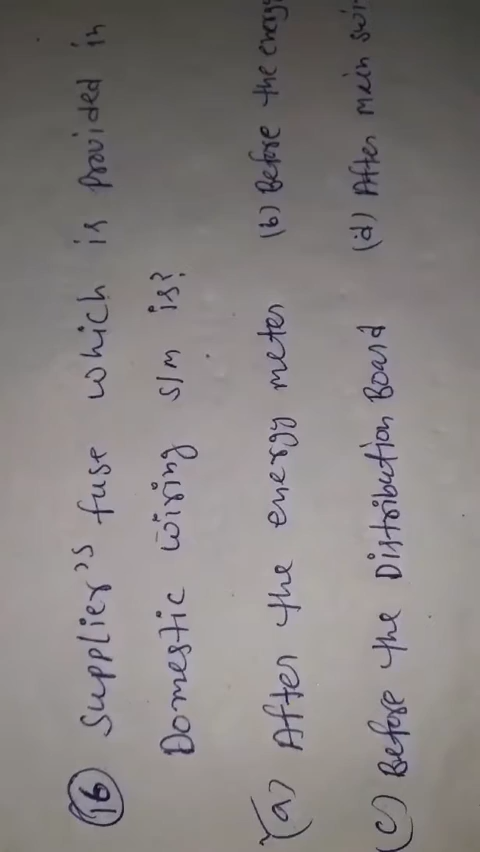 (16) Supplier's fuse which is provided in
Domestic wiring s/m is?
(a) After the energy meter (b) Before the energy
(c) Before the Distribution Board (d) After main